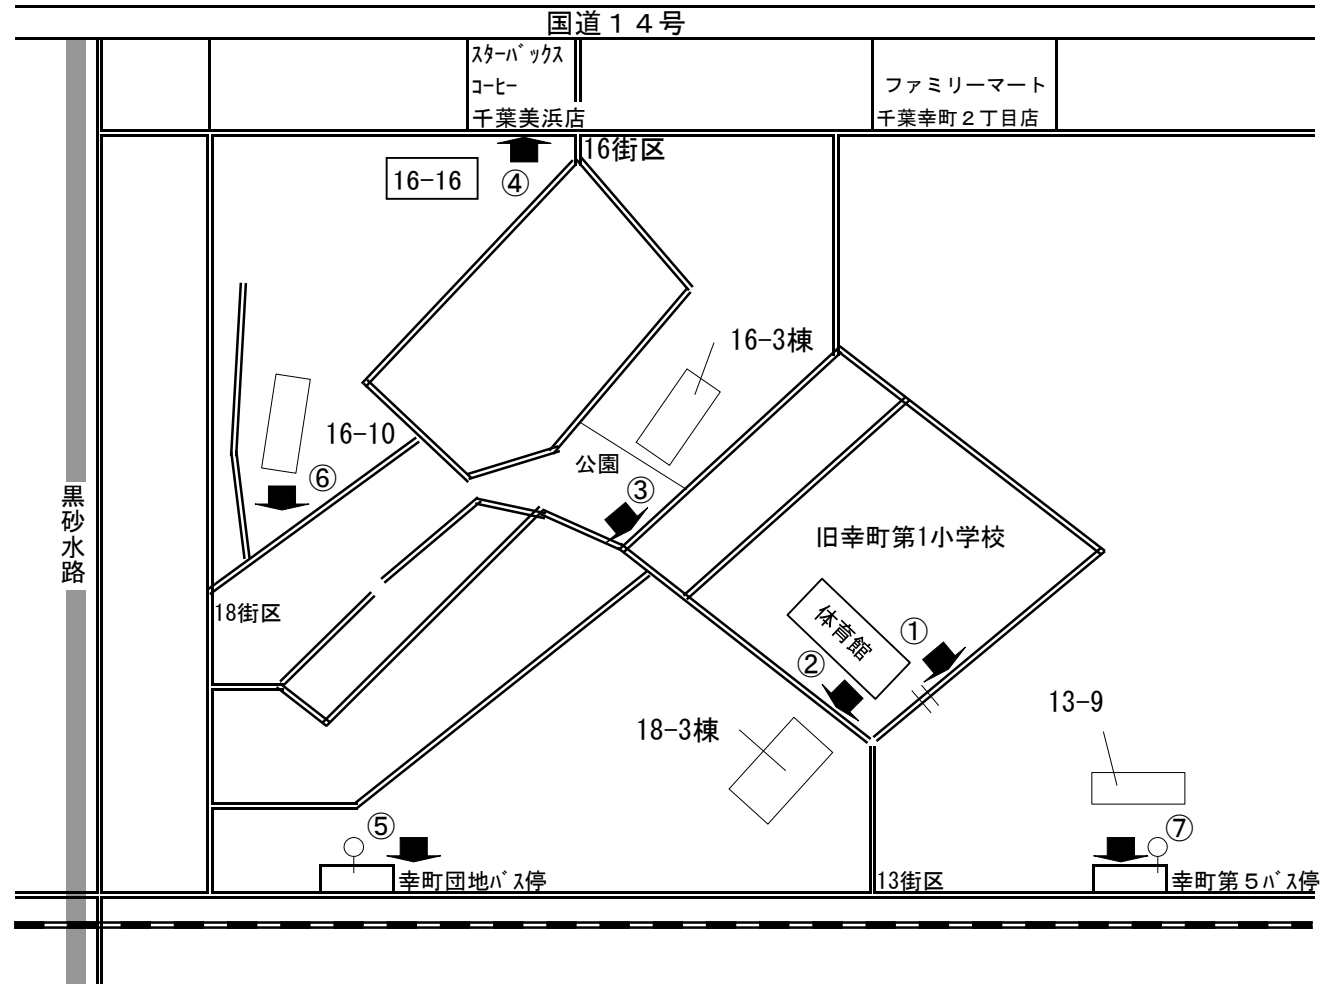 国道１４号
ｽﾀｰﾊﾞｯｸｽ
ｺｰﾋｰ
千葉美浜店
ファミリーマート
千葉幸町２丁目店
16街区
16-16
④
16-3棟
16-10
⑥
公園
③
黒砂水路
旧幸町第1小学校
18街区
体育館
①
②
18-3棟
13-9
⑤
⑦
幸町団地ﾊﾞｽ停
13街区
幸町第５ﾊﾞｽ停